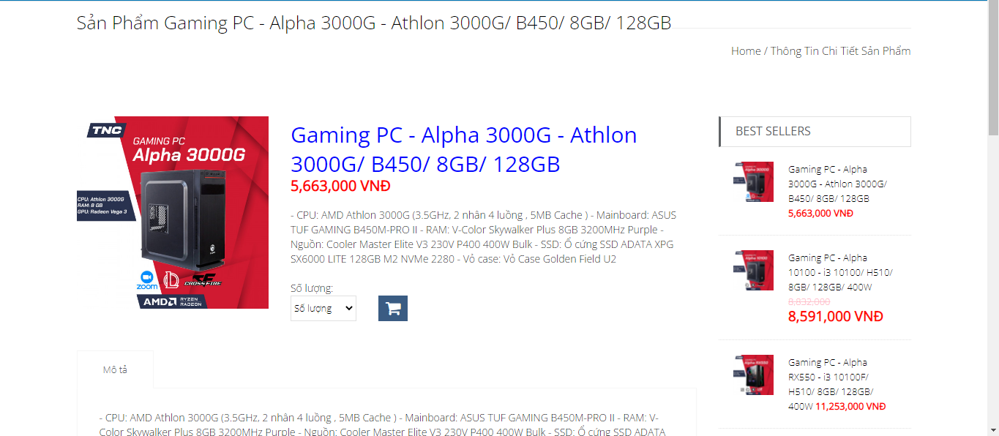 Sản Phẩm Gaming PC - Alpha 3000G - Athlon 3000G/ B450/ 8GB/ 128GB
Home / Thông Tin Chi Tiết Sản Phẩm
TNC
GAMING PC
Alpha 3000G
CPU: Athlon 3000G
RAM: 8 GB
GPU: Radeon Vega 3
zoom
CROSSFIRE
AMD RYZEN
RADEON
Gaming PC - Alpha 3000G - Athlon
3000G/ B450/ 8GB/ 128GB
5,663,000 VNĐ
- CPU: AMD Athlon 3000G (3.5GHz, 2 nhân 4 luồng , 5MB Cache ) - Mainboard: ASUS
TUF GAMING B450M-PRO II - RAM: V-Color Skywalker Plus 8GB 3200MHz Purple -
Nguồn: Cooler Master Elite V3 230V P400 400W Bulk - SSD: Ổ cứng SSD ADATA XPG
SX6000 LITE 128GB M2 NVMe 2280 - Vỏ case: Vỏ Case Golden Field U2
Số lượng:
Số lượng
Mô tả
- CPU: AMD Athlon 3000G (3.5GHz, 2 nhân 4 luồng , 5MB Cache ) - Mainboard: ASUS TUF GAMING B450M-PRO II - RAM: V-
Color Skywalker Plus 8GB 3200MHz Purple - Nguồn: Cooler Master Elite V3 230V P400 400W Bulk - SSD: Ổ cứng SSD ADATA
BEST SELLERS
Gaming PC - Alpha
3000G - Athlon 3000G/
B450/ 8GB/ 128GB
5,663,000 VNĐ
Gaming PC - Alpha
10100 - i3 10100/ H510/
8GB/ 128GB/ 400W
8,832,000
8,591,000 VNĐ
Gaming PC - Alpha
RX550 - i3 10100F/
H510/ 8GB/ 128GB/
400W 11,253,000 VNĐ